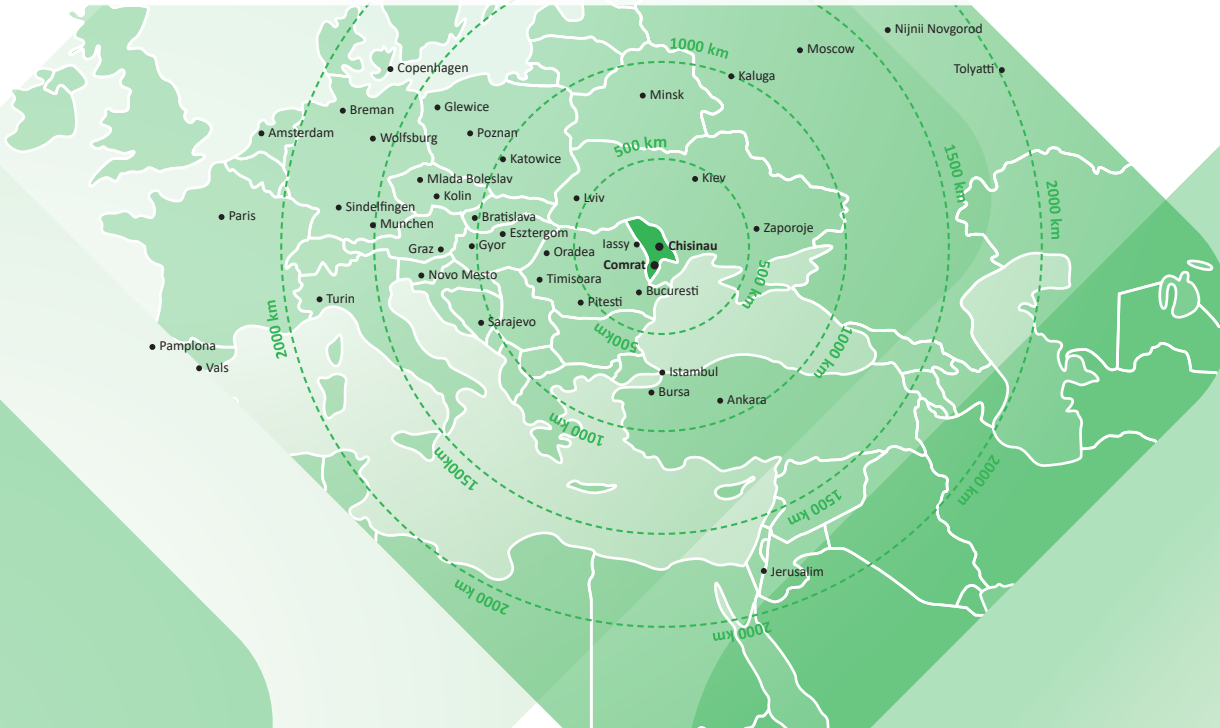 Nijnii Novgorod
1000 km
Moscow
Copenhagen
Tolyatti
Kaluga
Minsk
Breman
Glewice
Amsterdam
Wolfsburg
Poznan
500 km
1500 km
Katowice
Mlada Boleslav
Kiev
Kolin
Lviv
2000 km
Sindelfingen
Paris
Bratislava
Munchen
Esztergom
Zaporoje
Graz
Gyor
Iassy
Chisinau
Oradea
Comrat
Novo Mesto
Timisoara
500 km
Bucuresti
Turin
Pitesti
2000 km
Sarajevo
500km
Pamplona
1000 km
Vals
Istambul
Bursa
Ankara
1000 km
1500km
2000 km
1500 km
Jerusalim
2000 km
2000 km